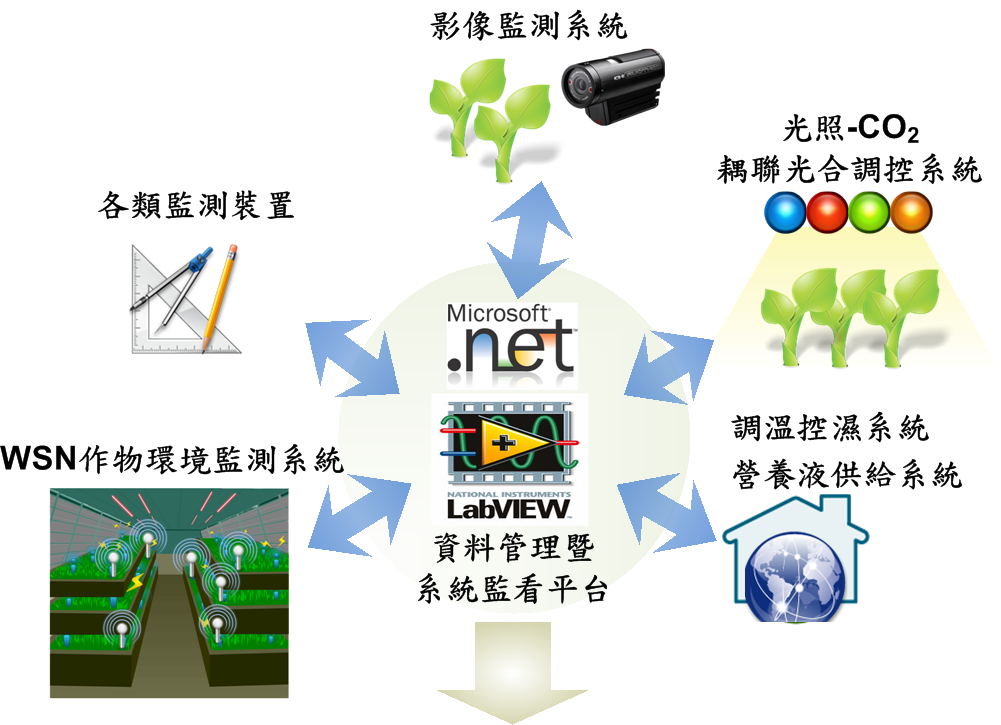 影像監測系統
光照-CO₂
耦聯光合調控系統
各類監測裝置
Microsoft®
.net™
WSN作物環境監測系統
調溫控濕系統
營養液供給系統
NATIONAL INSTRUMENTS
LabVIEW™
資料管理暨
系統監看平台